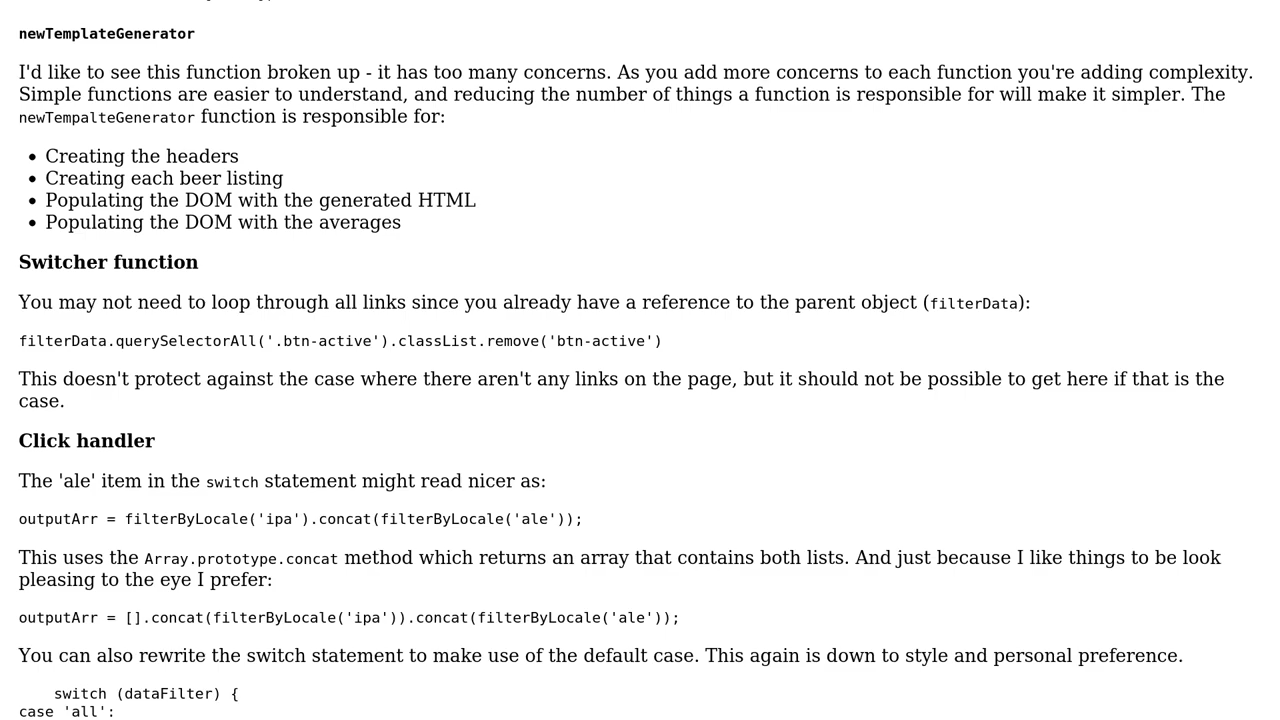 newTemplateGenerator
I'd like to see this function broken up - it has too many concerns. As you add more concerns to each function you're adding complexity.
Simple functions are easier to understand, and reducing the number of things a function is responsible for will make it simpler. The
newTempalteGenerator function is responsible for:
• Creating the headers
• Creating each beer listing
• Populating the DOM with the generated HTML
• Populating the DOM with the averages
Switcher function
You may not need to loop through all links since you already have a reference to the parent object (filterData):
filterData.querySelectorAll('.btn-active').classList.remove('btn-active')
This doesn't protect against the case where there aren't any links on the page, but it should not be possible to get here if that is the
case.
Click handler
The 'ale' item in the switch statement might read nicer as:
outputArr = filterByLocale('ipa').concat(filterByLocale('ale'));
This uses the Array.prototype.concat method which returns an array that contains both lists. And just because I like things to be look
pleasing to the eye I prefer:
outputArr = [].concat(filterByLocale('ipa')).concat(filterByLocale('ale'));
You can also rewrite the switch statement to make use of the default case. This again is down to style and personal preference.
switch (dataFilter) {
case 'all':